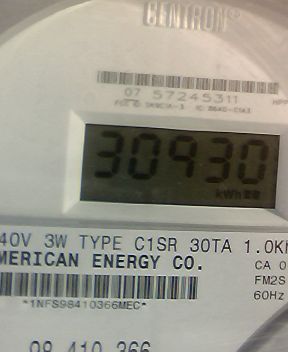 CENTRON®
07 57245311
30930
kWh
40V 3W TYPE C1SR 30TA 1.0K
MERICAN ENERGY CO.
CA 0
FM2S
60Hz
*1NFS98410366MEC*
98 410 366